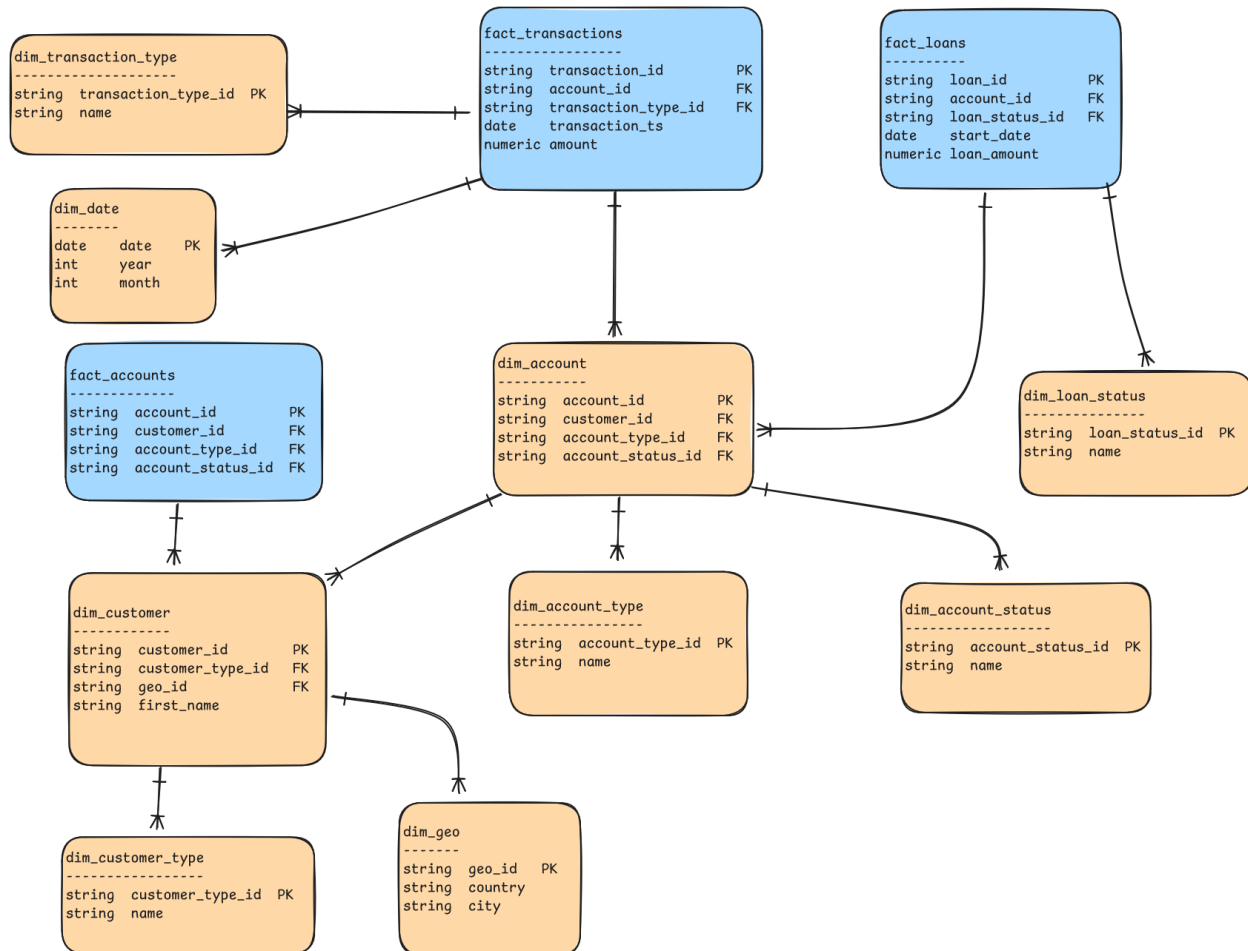 dim_transaction_type
--------------------
string transaction_type_id PK
string name
fact_transactions
-----------------
string transaction_id PK
string account_id FK
string transaction_type_id FK
date transaction_ts
numeric amount
fact_loans
----------
string loan_id PK
string account_id FK
string loan_status_id FK
date start_date
numeric loan_amount
dim_date
--------
date date PK
int year
int month
fact_accounts
-------------
string account_id PK
string customer_id FK
string account_type_id FK
string account_status_id FK
dim_account
-----------
string account_id PK
string customer_id FK
string account_type_id FK
string account_status_id FK
dim_loan_status
---------------
string loan_status_id PK
string name
dim_customer
------------
string customer_id PK
string customer_type_id FK
string geo_id FK
string first_name
dim_account_type
----------------
string account_type_id PK
string name
dim_account_status
------------------
string account_status_id PK
string name
dim_customer_type
-----------------
string customer_type_id PK
string name
dim_geo
-------
string geo_id PK
string country
string city